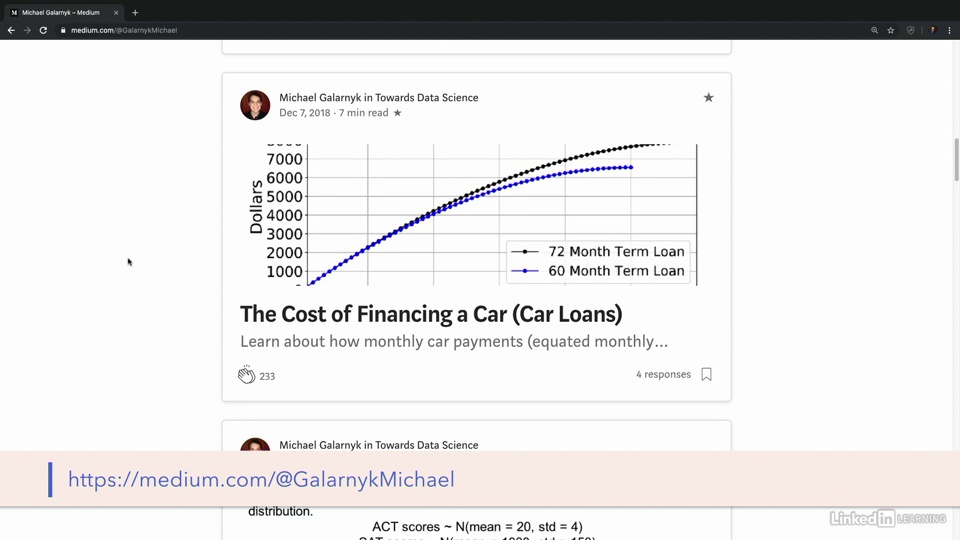 Michael Galarnyk – Medium
medium.com/@GalarnykMichael
Michael Galarnyk in Towards Data Science
Dec 7, 2018 · 7 min read ★
7000
6000
5000
4000
3000
2000
1000
Dollars
72 Month Term Loan
60 Month Term Loan
The Cost of Financing a Car (Car Loans)
Learn about how monthly car payments (equated monthly...
233
4 responses
Michael Galarnyk in Towards Data Science
https://medium.com/@GalarnykMichael
distribution.
ACT scores ~ N(mean = 20, std = 4)
LinkedIn LEARNING